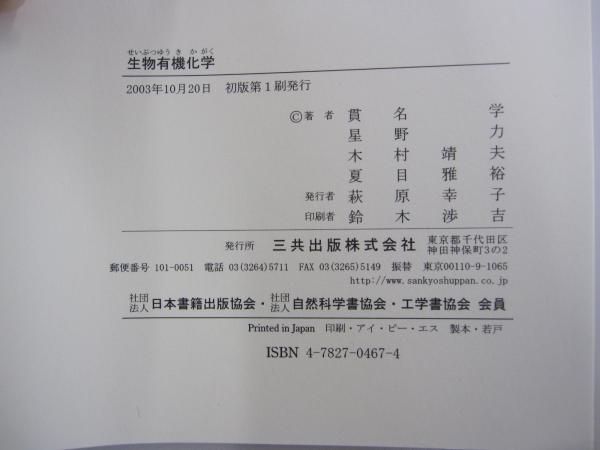 せいぶつゆうきかがく
生物有機化学
2003年10月20日 初版第1刷発行
©著者 貫名学
星野力
木村靖夫
夏目雅裕
発行者 萩原幸子
印刷者 鈴木渉吉
発行所 三共出版株式会社 東京都千代田区
神田神保町3の2
郵便番号 101-0051 電話 03(3264)5711 FAX 03(3265)5149 振替 東京00110-9-1065
http://www.sankyoshuppan.co.jp
社団法人日本書籍出版協会・社団法人自然科学書協会・工学書協会 会員
Printed in Japan 印刷・アイ・ピー・エス 製本・若戸
ISBN 4-7827-0467-4